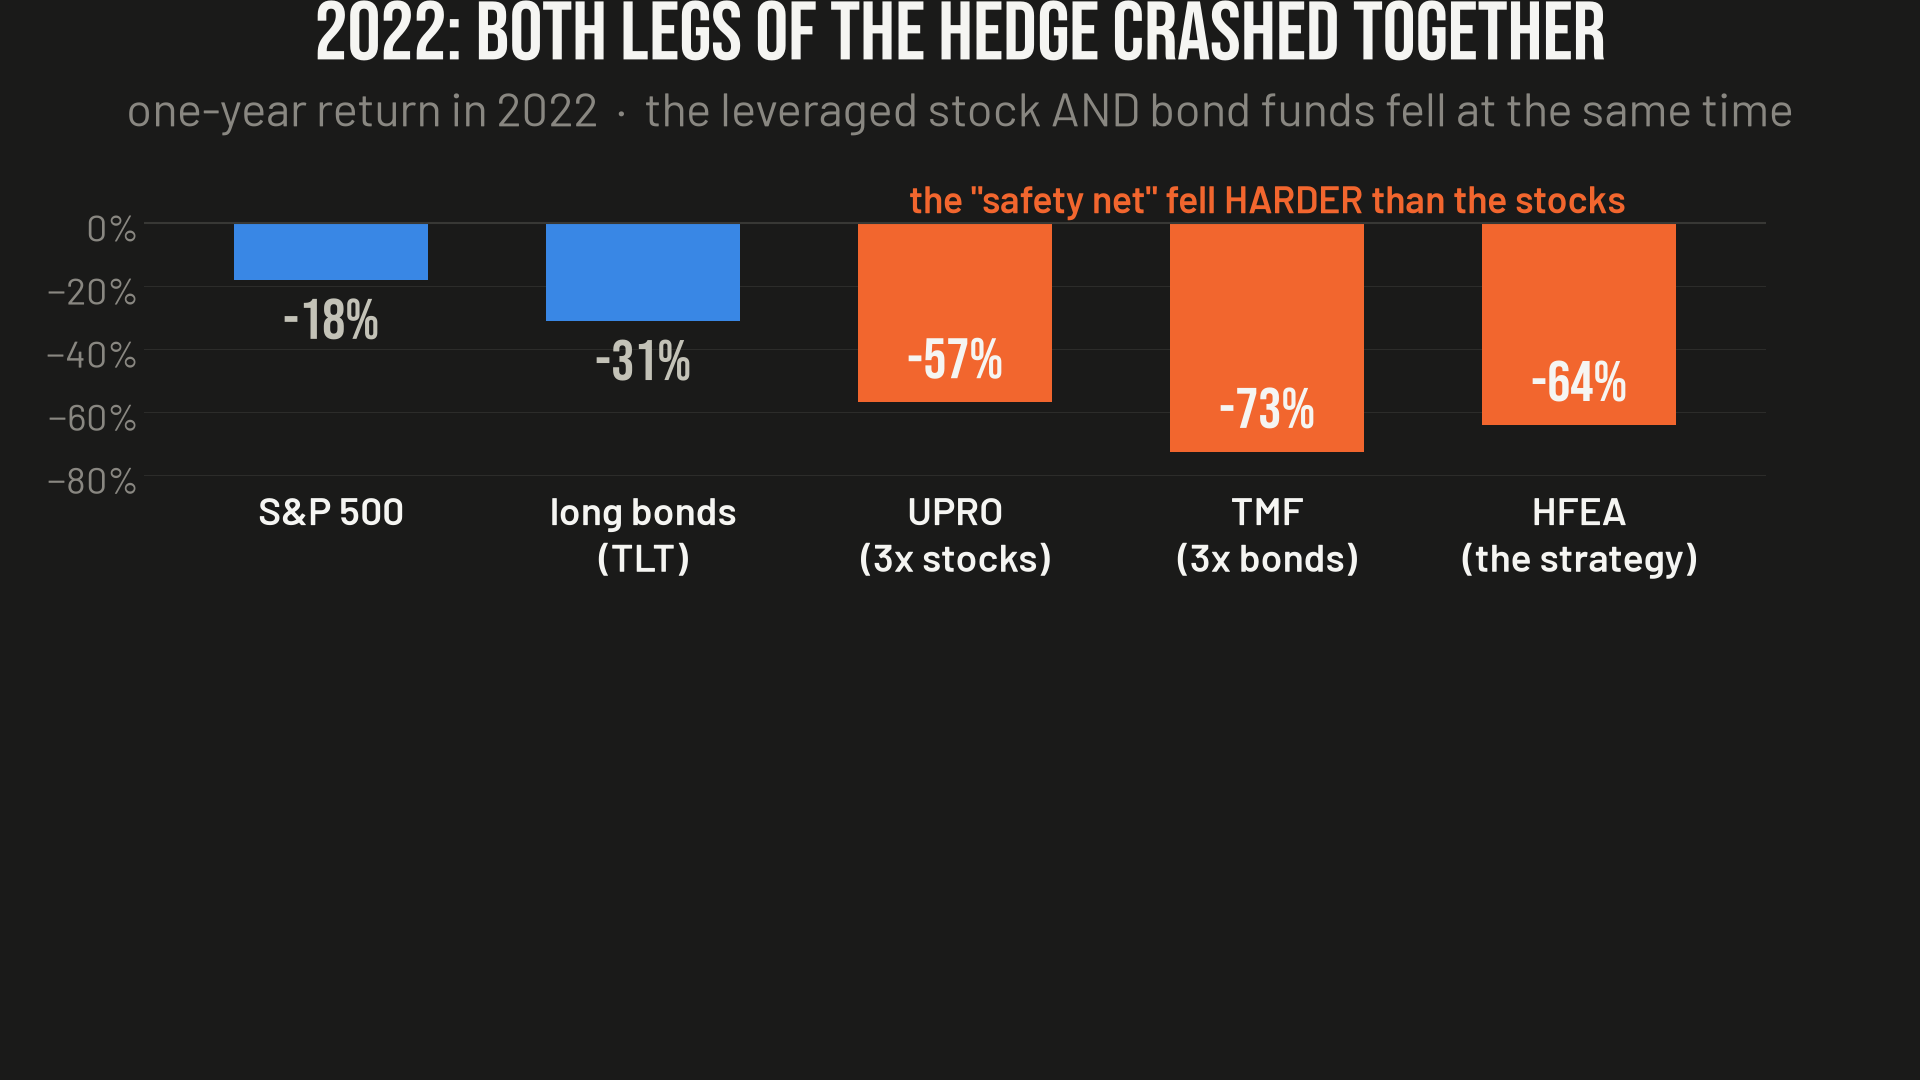 2022: BOTH LEGS OF THE HEDGE CRASHED TOGETHER
one-year return in 2022 · the leveraged stock AND bond funds fell at the same time
the "safety net" fell HARDER than the stocks
0%
−20%
−40%
−60%
−80%
-18%
-31%
-57%
-73%
-64%
S&P 500
long bonds
(TLT)
UPRO
(3x stocks)
TMF
(3x bonds)
HFEA
(the strategy)